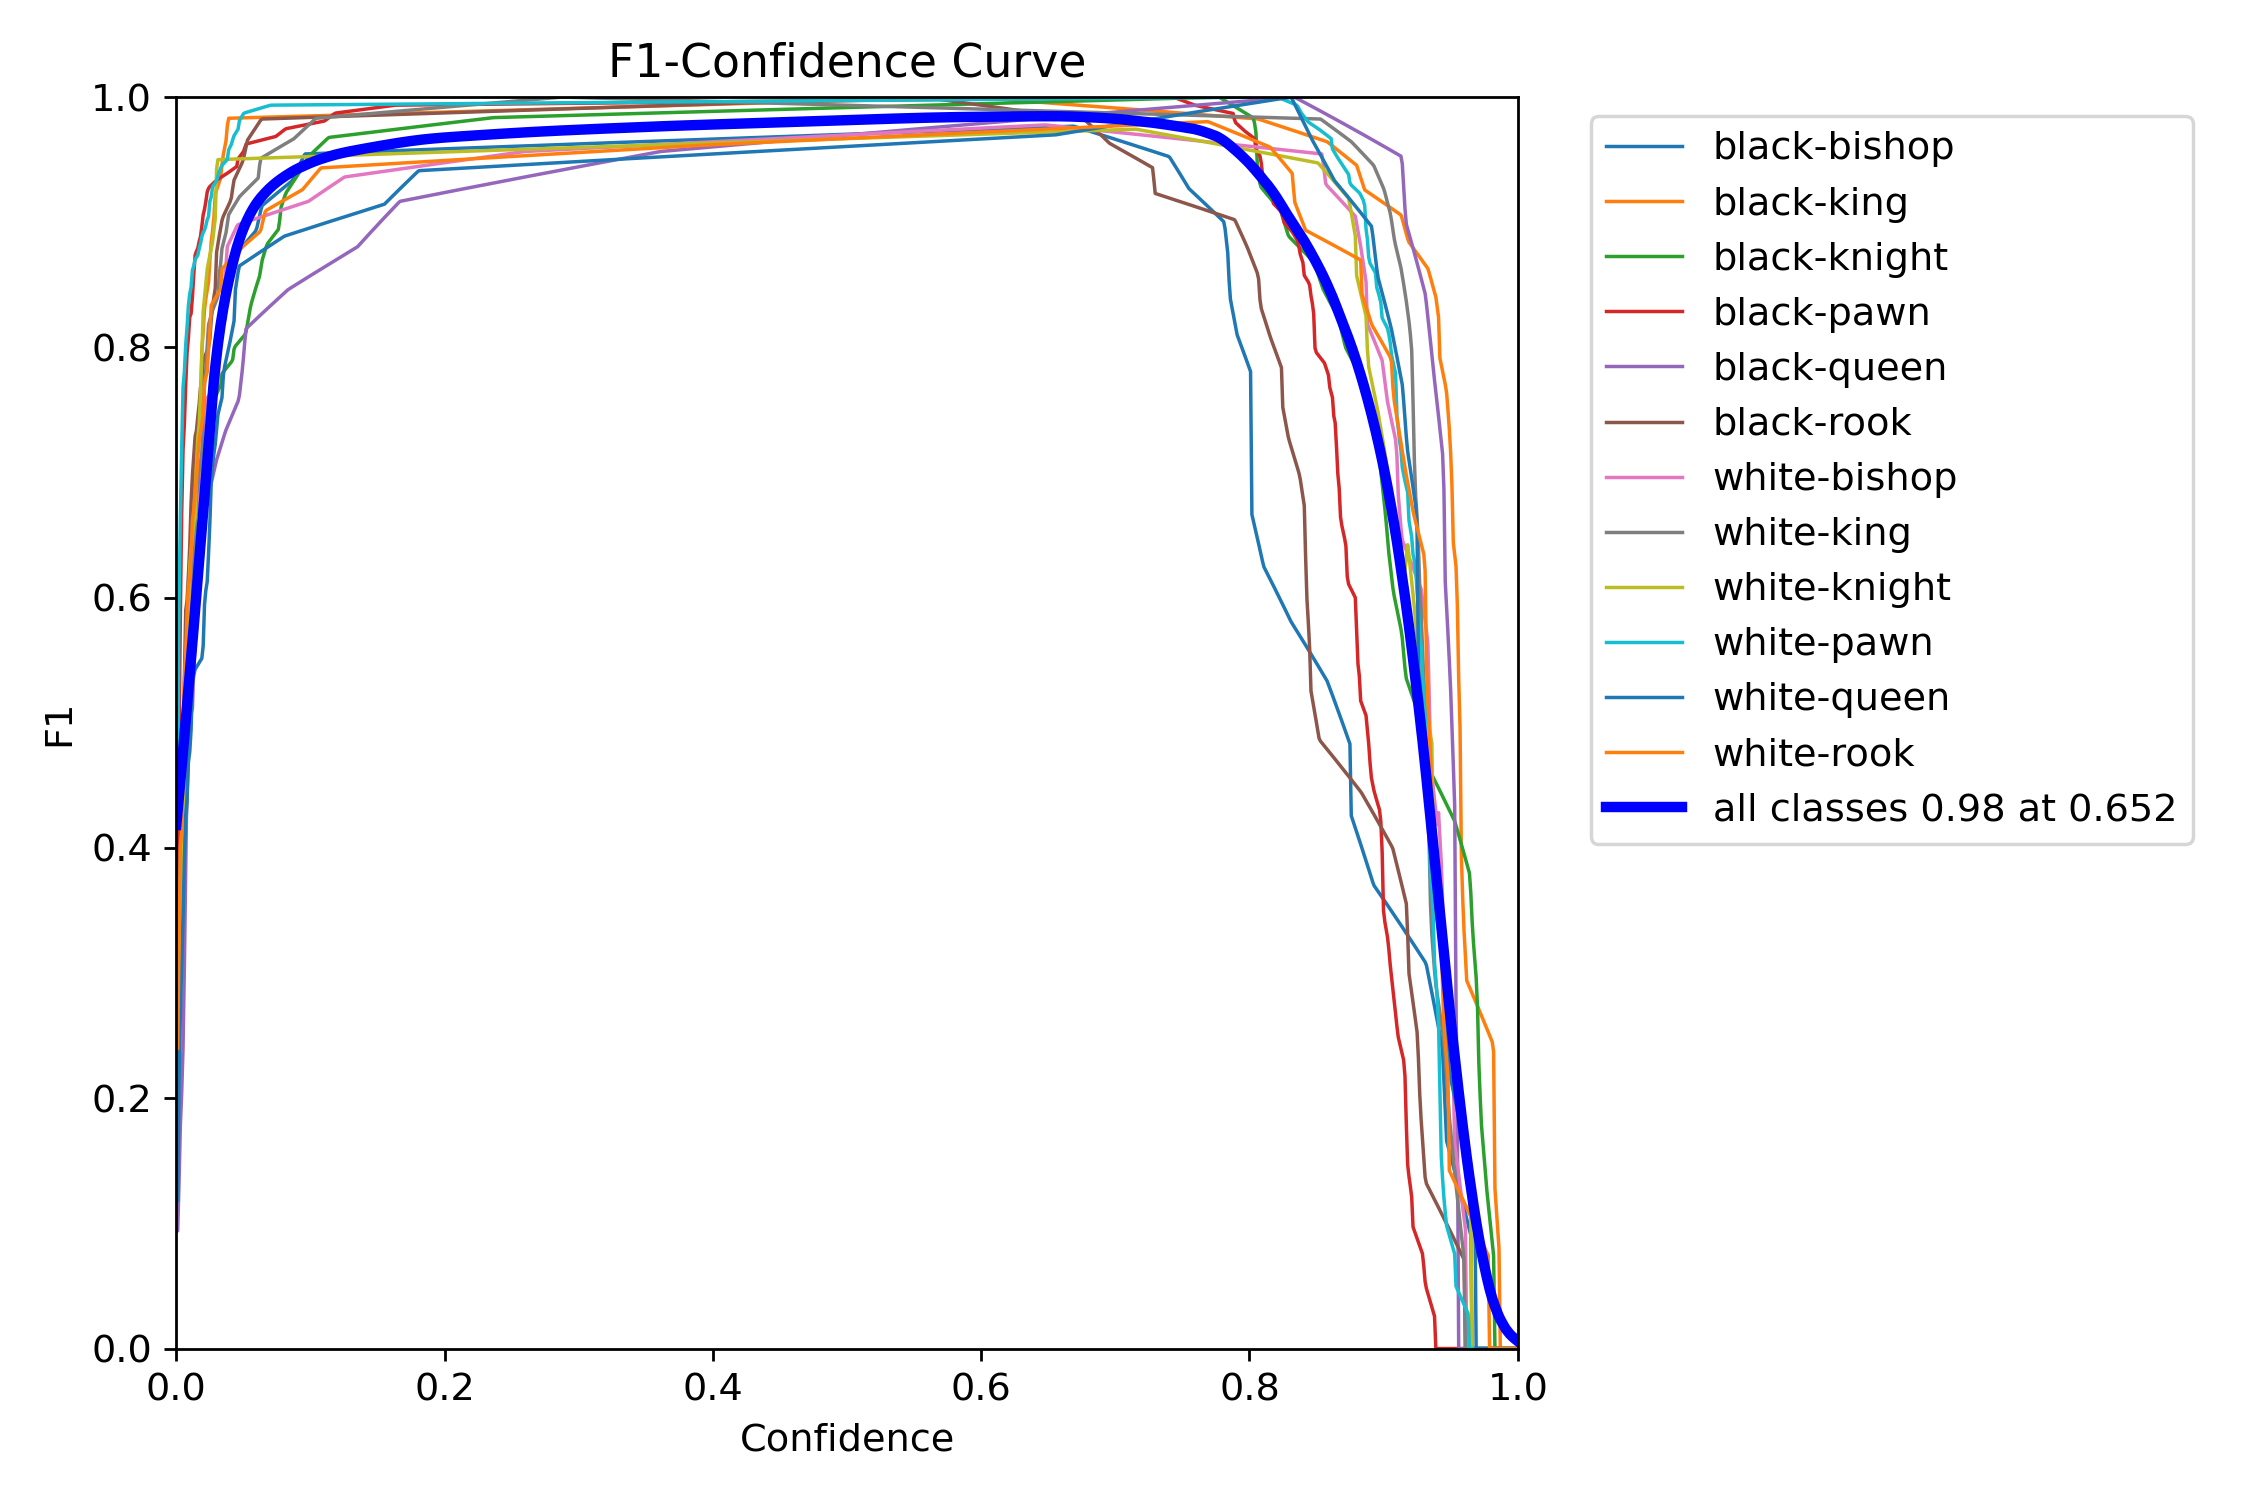 F1-Confidence Curve
1.0
0.8
0.6
0.4
0.2
0.0
F1
0.0 0.2 0.4 0.6 0.8 1.0
Confidence
black-bishop
black-king
black-knight
black-pawn
black-queen
black-rook
white-bishop
white-king
white-knight
white-pawn
white-queen
white-rook
all classes 0.98 at 0.652